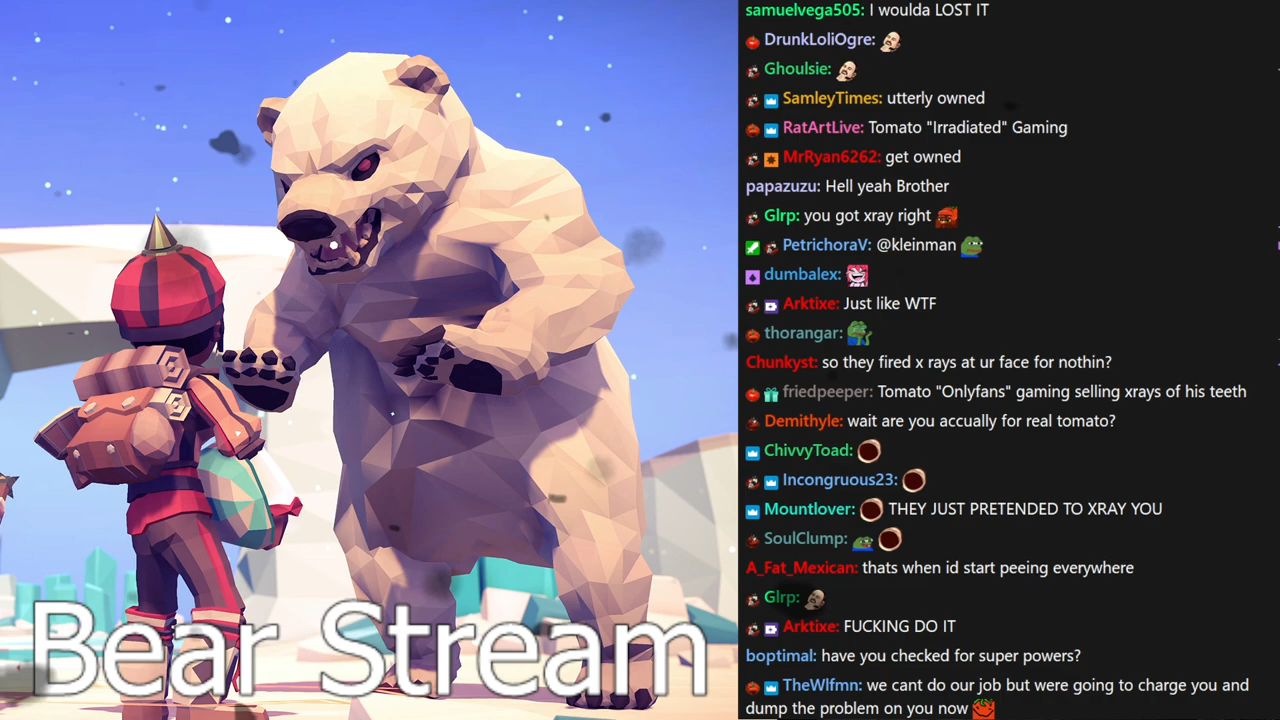 Bear Stream
samuelvega505: I woulda LOST IT
DrunkLoliOgre:
Ghoulsie:
SamleyTimes: utterly owned
RatArtLive: Tomato "Irradiated" Gaming
MrRyan6262: get owned
papazuzu: Hell yeah Brother
Glrp: you got xray right
PetrichoraV: @kleinman
dumbalex:
Arktixe: Just like WTF
thorangar:
Chunkyst: so they fired x rays at ur face for nothin?
friedpeeper: Tomato "Onlyfans" gaming selling xrays of his teeth
Demithyle: wait are you accually for real tomato?
ChivvyToad:
Incongruous23:
Mountlover: THEY JUST PRETENDED TO XRAY YOU
SoulClump:
A_Fat_Mexican: thats when id start peeing everywhere
Glrp:
Arktixe: FUCKING DO IT
boptimal: have you checked for super powers?
TheWlfmn: we cant do our job but were going to charge you and
dump the problem on you now